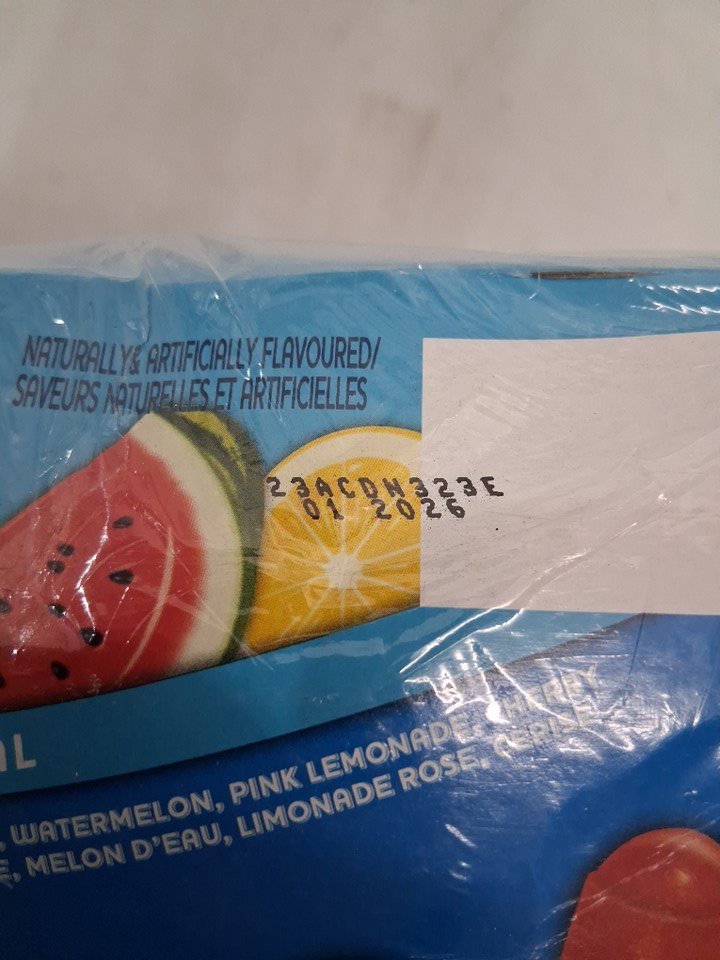 NATURALLY & ARTIFICIALLY FLAVOURED/
SAVEURS NATURELLES ET ARTIFICIELLES
23ACDH323E
01 2026
, WATERMELON, PINK LEMONADE, CHERRY
, MELON D'EAU, LIMONADE ROSE, CERISE